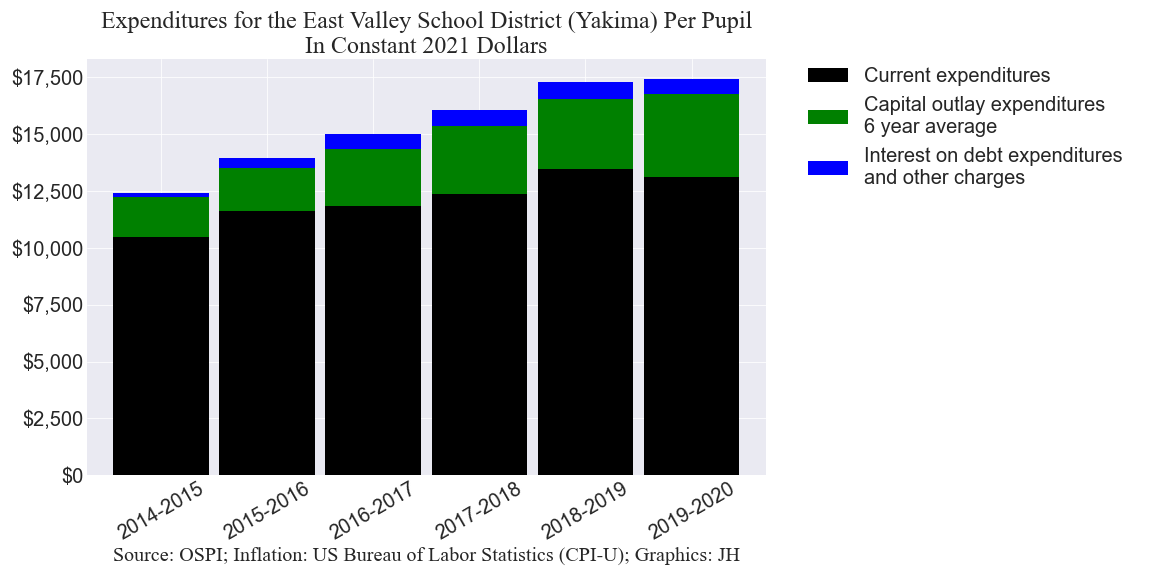 Expenditures for the East Valley School District (Yakima) Per Pupil
In Constant 2021 Dollars
$17,500
$15,000
$12,500
$10,000
$7,500
$5,000
$2,500
$0
2014-2015
2015-2016
2016-2017
2017-2018
2018-2019
2019-2020
Current expenditures
Capital outlay expenditures
6 year average
Interest on debt expenditures
and other charges
Source: OSPI; Inflation: US Bureau of Labor Statistics (CPI-U); Graphics: JH